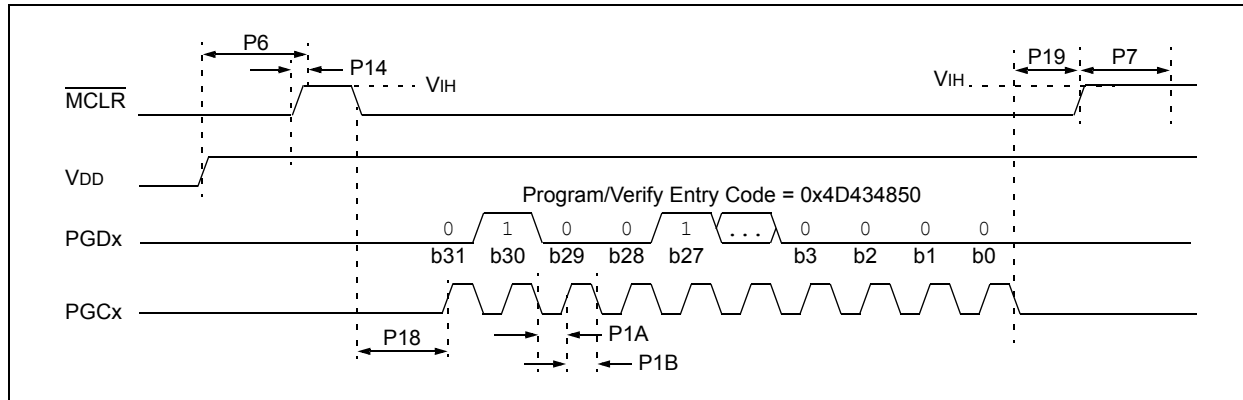 P6
P14
P19
P7
VIH
VIH
MCLR
VDD
Program/Verify Entry Code = 0x4D434850
PGDx
0 1 0 0 1 ... 0 0 0 0
b31 b30 b29 b28 b27 b3 b2 b1 b0
PGCx
P18
P1A
P1B